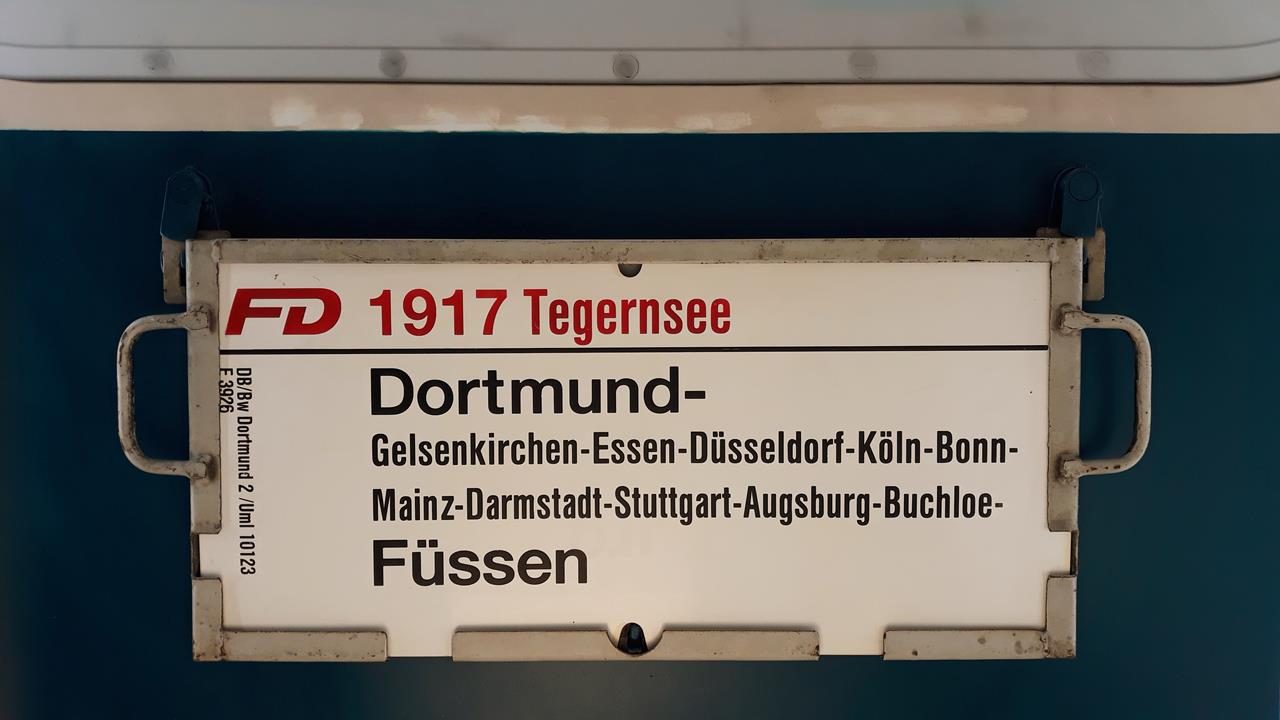 FD 1917 Tegernsee
Dortmund-
Gelsenkirchen-Essen-Düsseldorf-Köln-Bonn-
Mainz-Darmstadt-Stuttgart-Augsburg-Buchloe-
Füssen
DB/Bw Dortmund 2 /Uml 10123
F 3926